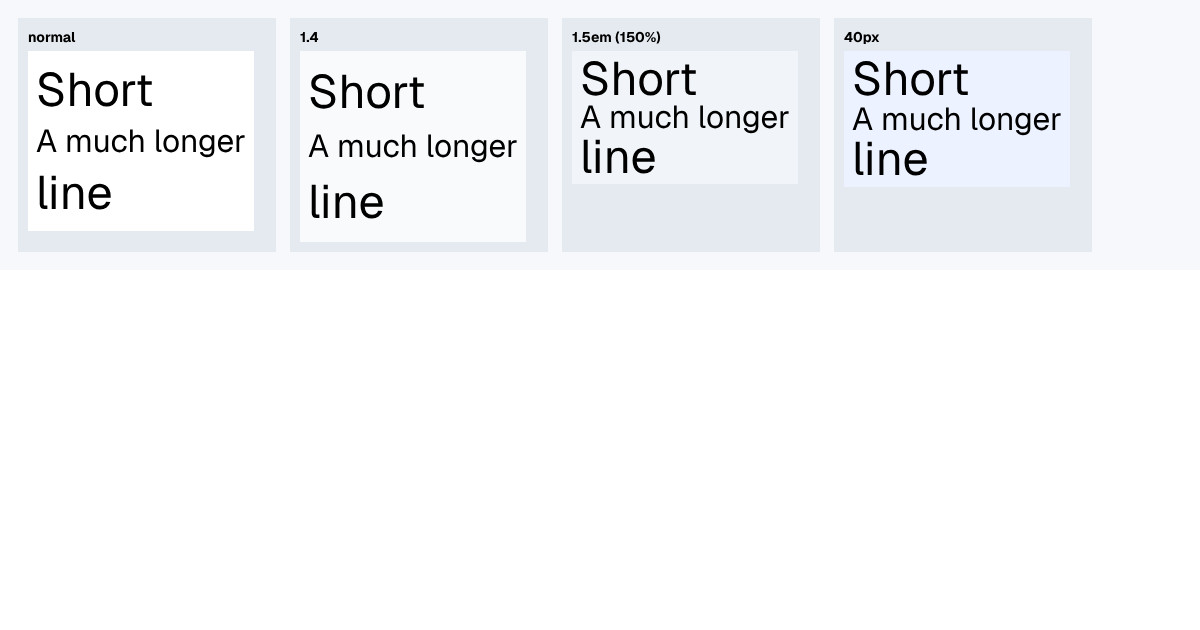 normal
Short
A much longer
line
1.4
Short
A much longer
line
1.5em (150%)
Short
A much longer
line
40px
Short
A much longer
line